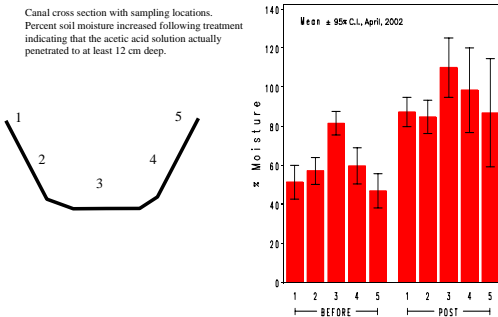 Canal cross section with sampling locations.
Percent soil moisture increased following treatment
indicating that the acetic acid solution actually
penetrated to at least 12 cm deep.
1
5
2
4
3
Mean ± 95% C.I., April, 2002
% Moisture
140
120
100
80
60
40
20
0
1 2 3 4 5 1 2 3 4 5
BEFORE POST